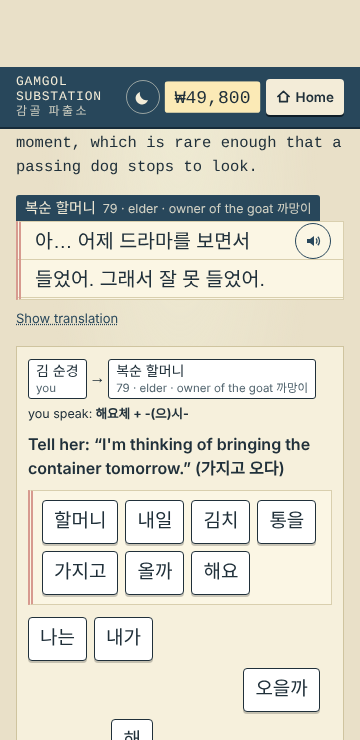 GAMGOL
SUBSTATION
감골 파출소
₩49,800
Home
moment, which is rare enough that a
passing dog stops to look.
복순 할머니 79 · elder · owner of the goat 까망이
아… 어제 드라마를 보면서
들었어. 그래서 잘 못 들었어.
Show translation
김 순경
you
→
복순 할머니
79 · elder · owner of the goat 까망이
you speak: 해요체 + -(으)시-
Tell her: “I'm thinking of bringing the
container tomorrow.” (가지고 오다)
할머니 내일 김치 통을
가지고 올까 해요
나는 내가
오을까
해